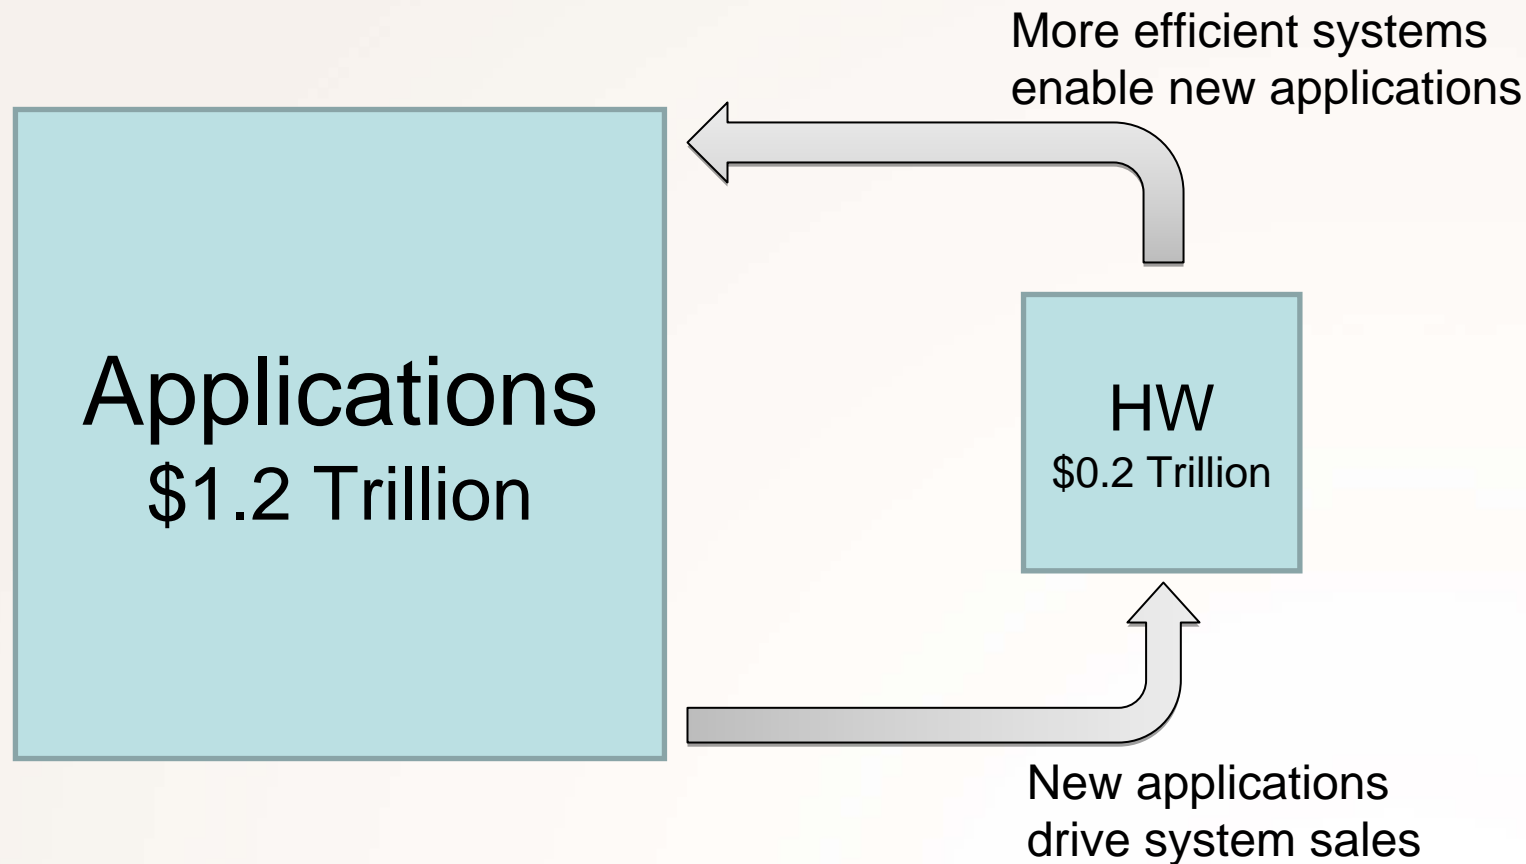 More efficient systems
enable new applications
Applications
$1.2 Trillion
HW
$0.2 Trillion
New applications
drive system sales